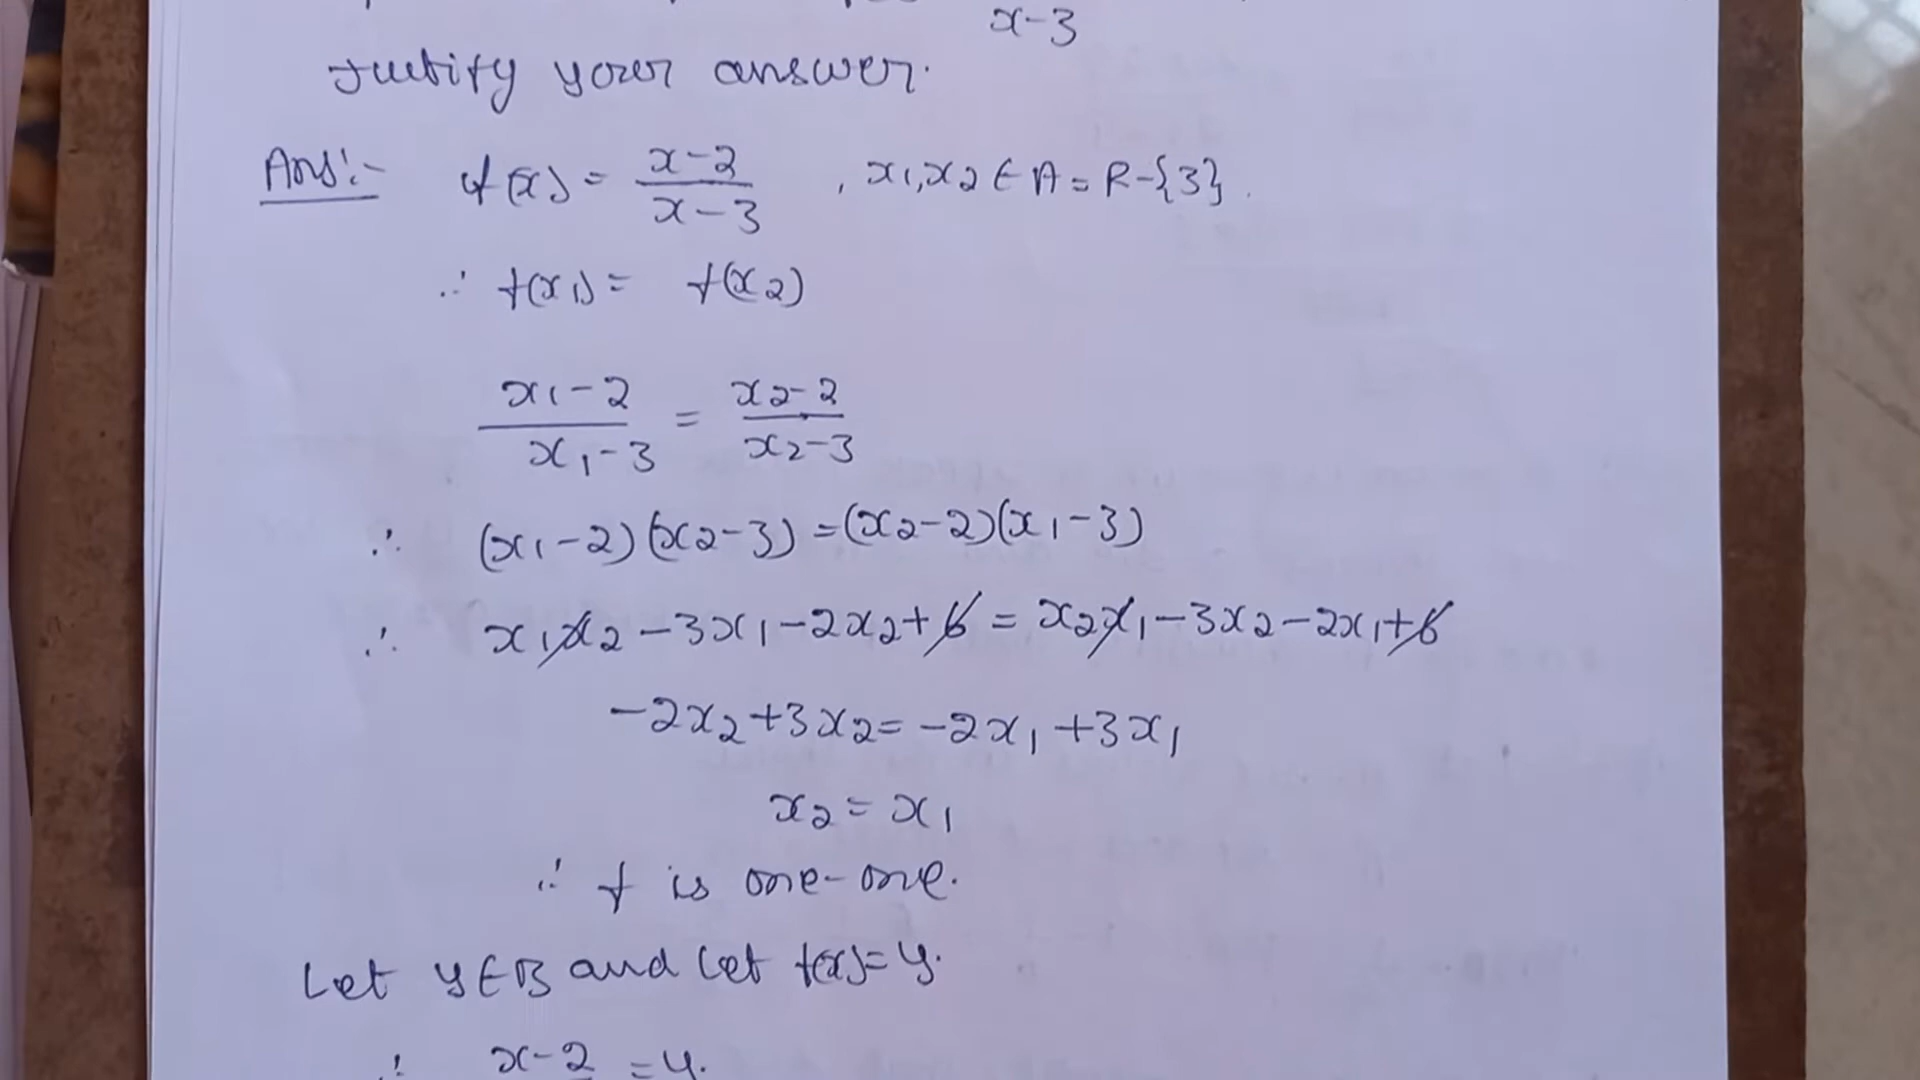 x-3
Justify your answer.
Ans:- f(x) = x-2 / x-3 , x1, x2 ∈ A = R-{3}.
∴ f(x1) = f(x2)
x1-2 / x1-3 = x2-2 / x2-3
∴ (x1-2)(x2-3) = (x2-2)(x1-3)
∴ x1x2-3x1-2x2+6 = x2x1-3x2-2x1+6
-2x2+3x2 = -2x1+3x1
x2 = x1
∴ f is one-one.
Let y∈B and let f(x)=y.
∴ x-2 = y.